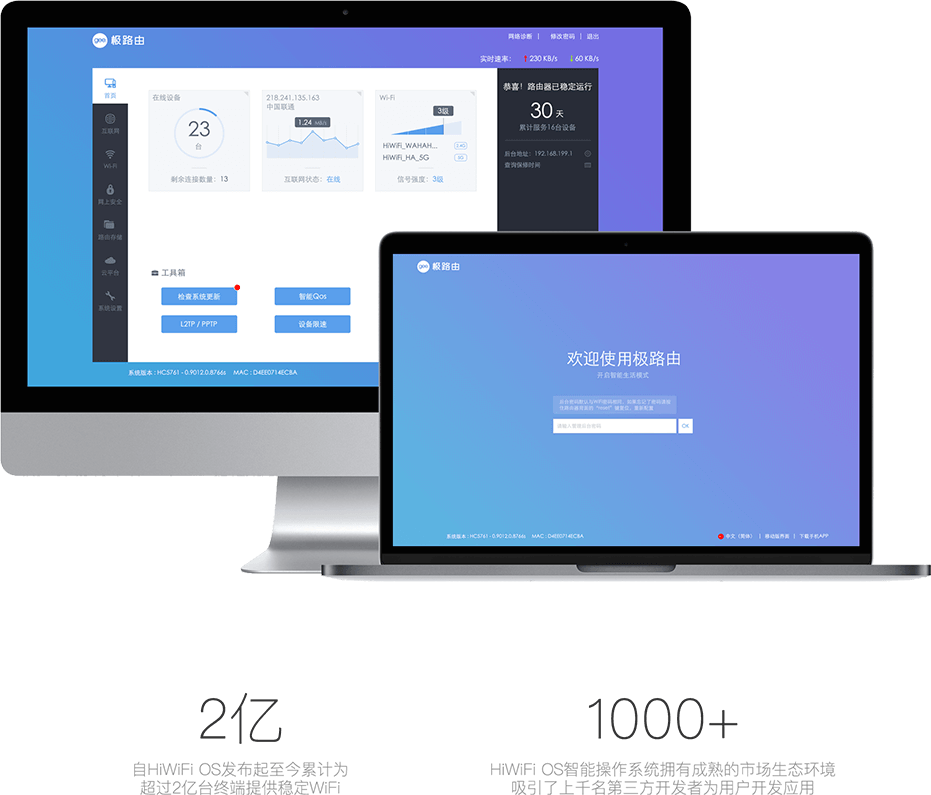 gee 极路由
网络诊断 | 修改密码 | 退出
实时速率: 230 KB/s 60 KB/s
首页
互联网
Wi-Fi
网上安全
路由存储
云平台
系统设置
在线设备
23
台
剩余连接数量: 13
218.241.135.163
中国联通
1.24 MB/s
互联网状态: 在线
Wi-Fi
3级
HiWiFi_WAHAH... 2.4G
HiWiFi_HA_5G 5G
信号强度: 3级
恭喜! 路由器已稳定运行
30 天
累计服务16台设备
后台地址: 192.168.199.1
查询保修时间
工具箱
检查系统更新
智能Qos
L2TP / PPTP
设备限速
系统版本 : HC5761 - 0.9012.0.8766s MAC : D4EE0714EC8A
gee 极路由
欢迎使用极路由
开启智能生活模式
请输入管理后台密码
OK
系统版本 : HC5761 - 0.9012.0.8766s MAC : D4EE0714EC8A
中文 (简体) | 移动版界面 | 下载手机APP
2亿
自HiWiFi OS发布起至今累计为
超过2亿台终端提供稳定WiFi
1000+
HiWiFi OS智能操作系统拥有成熟的市场生态环境
吸引了上千名第三方开发者为用户开发应用